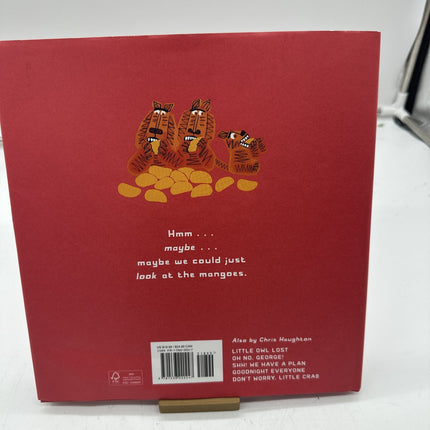 Hmm . . .
maybe . . .
maybe we could just
look at the mangoes.
Also by Chris Haughton
LITTLE OWL LOST
OH NO, GEORGE!
SHH! WE HAVE A PLAN
GOODNIGHT EVERYONE
DON'T WORRY, LITTLE CRAB
FSC